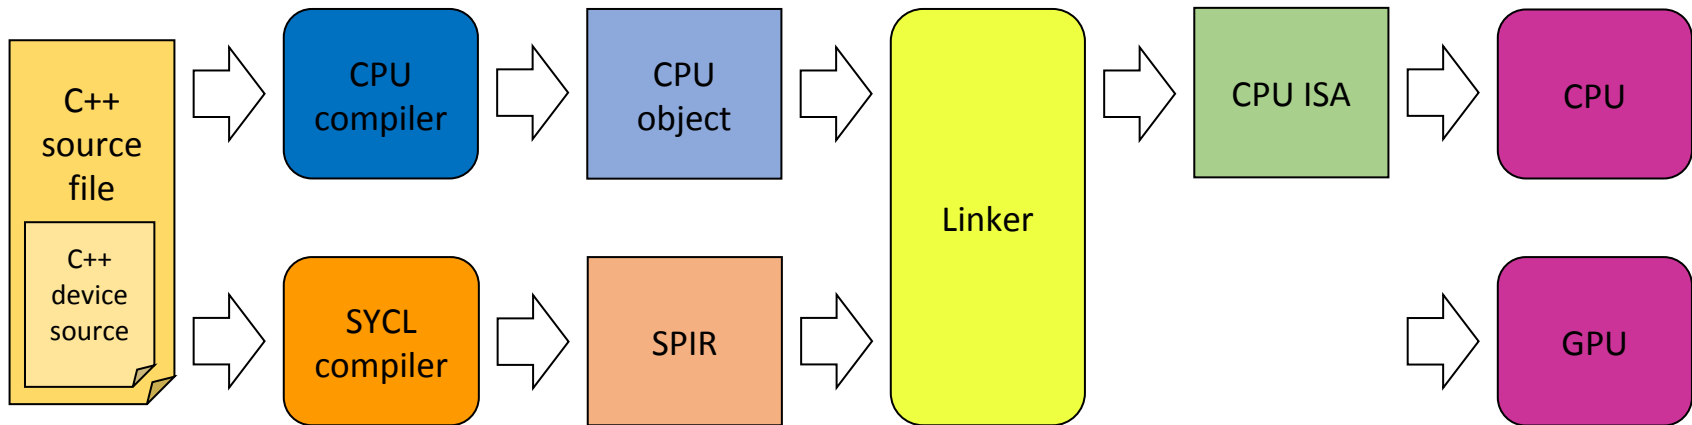 C++
source
file
C++
device
source
CPU
compiler
CPU
object
SYCL
compiler
SPIR
Linker
CPU ISA
CPU
GPU